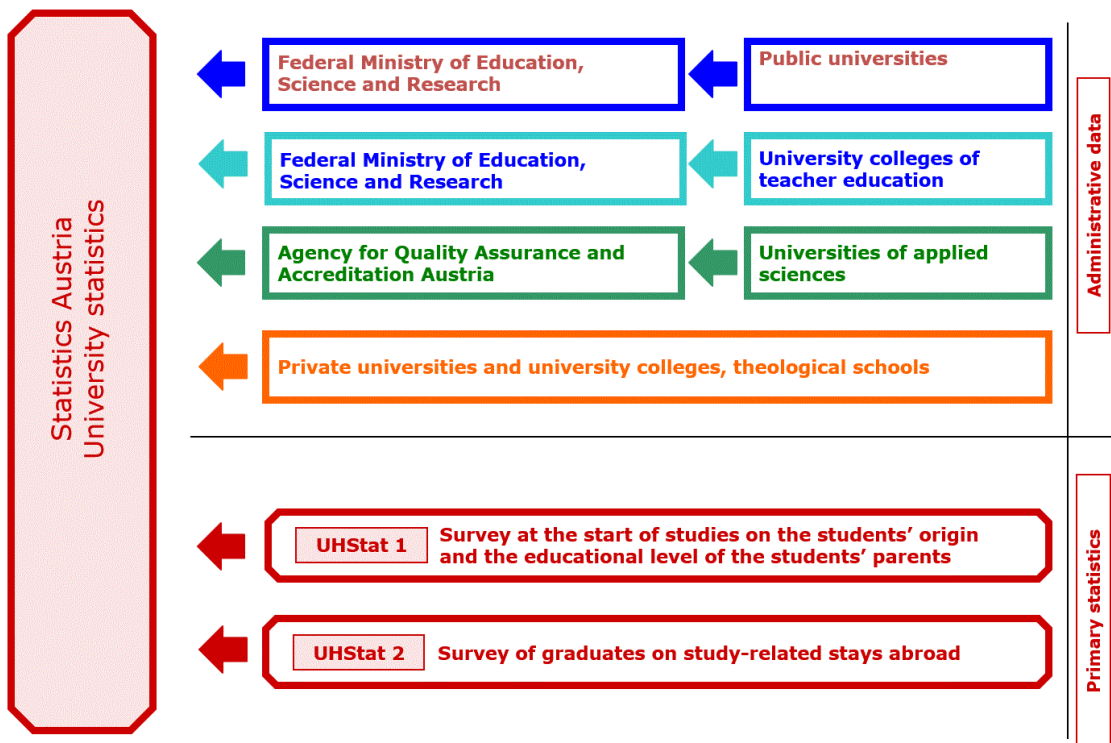 Statistics Austria
University statistics
Federal Ministry of Education,
Science and Research
Public universities
Federal Ministry of Education,
Science and Research
University colleges of
teacher education
Agency for Quality Assurance and
Accreditation Austria
Universities of applied
sciences
Private universities and university colleges, theological schools
Administrative data
UHStat 1
Survey at the start of studies on the students’ origin
and the educational level of the students’ parents
UHStat 2
Survey of graduates on study-related stays abroad
Primary statistics